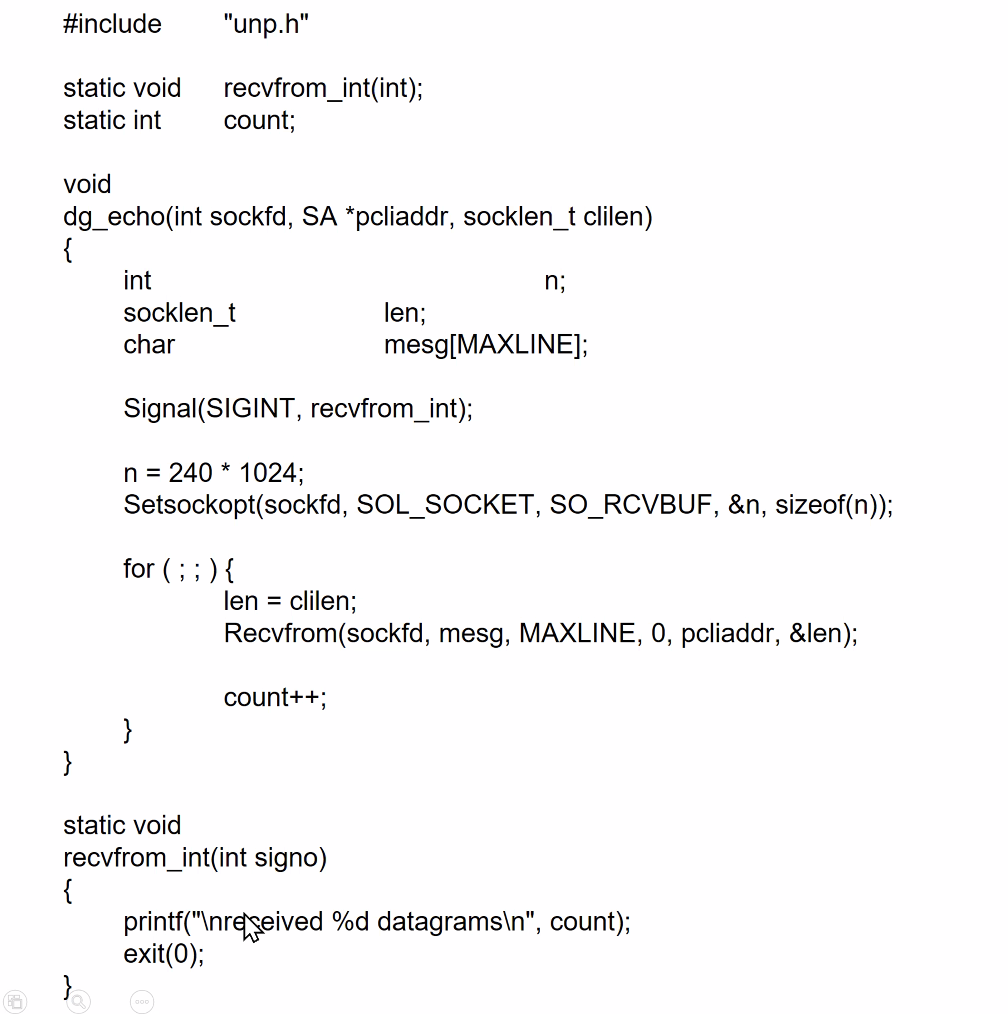 #include "unp.h"
static void recvfrom_int(int);
static int count;
void
dg_echo(int sockfd, SA *pcliaddr, socklen_t clilen)
{
int n;
socklen_t len;
char mesg[MAXLINE];
Signal(SIGINT, recvfrom_int);
n = 240 * 1024;
Setsockopt(sockfd, SOL_SOCKET, SO_RCVBUF, &n, sizeof(n));
for ( ; ; ) {
len = clilen;
Recvfrom(sockfd, mesg, MAXLINE, 0, pcliaddr, &len);
count++;
}
}
static void
recvfrom_int(int signo)
{
printf("\nreceived %d datagrams\n", count);
exit(0);
}